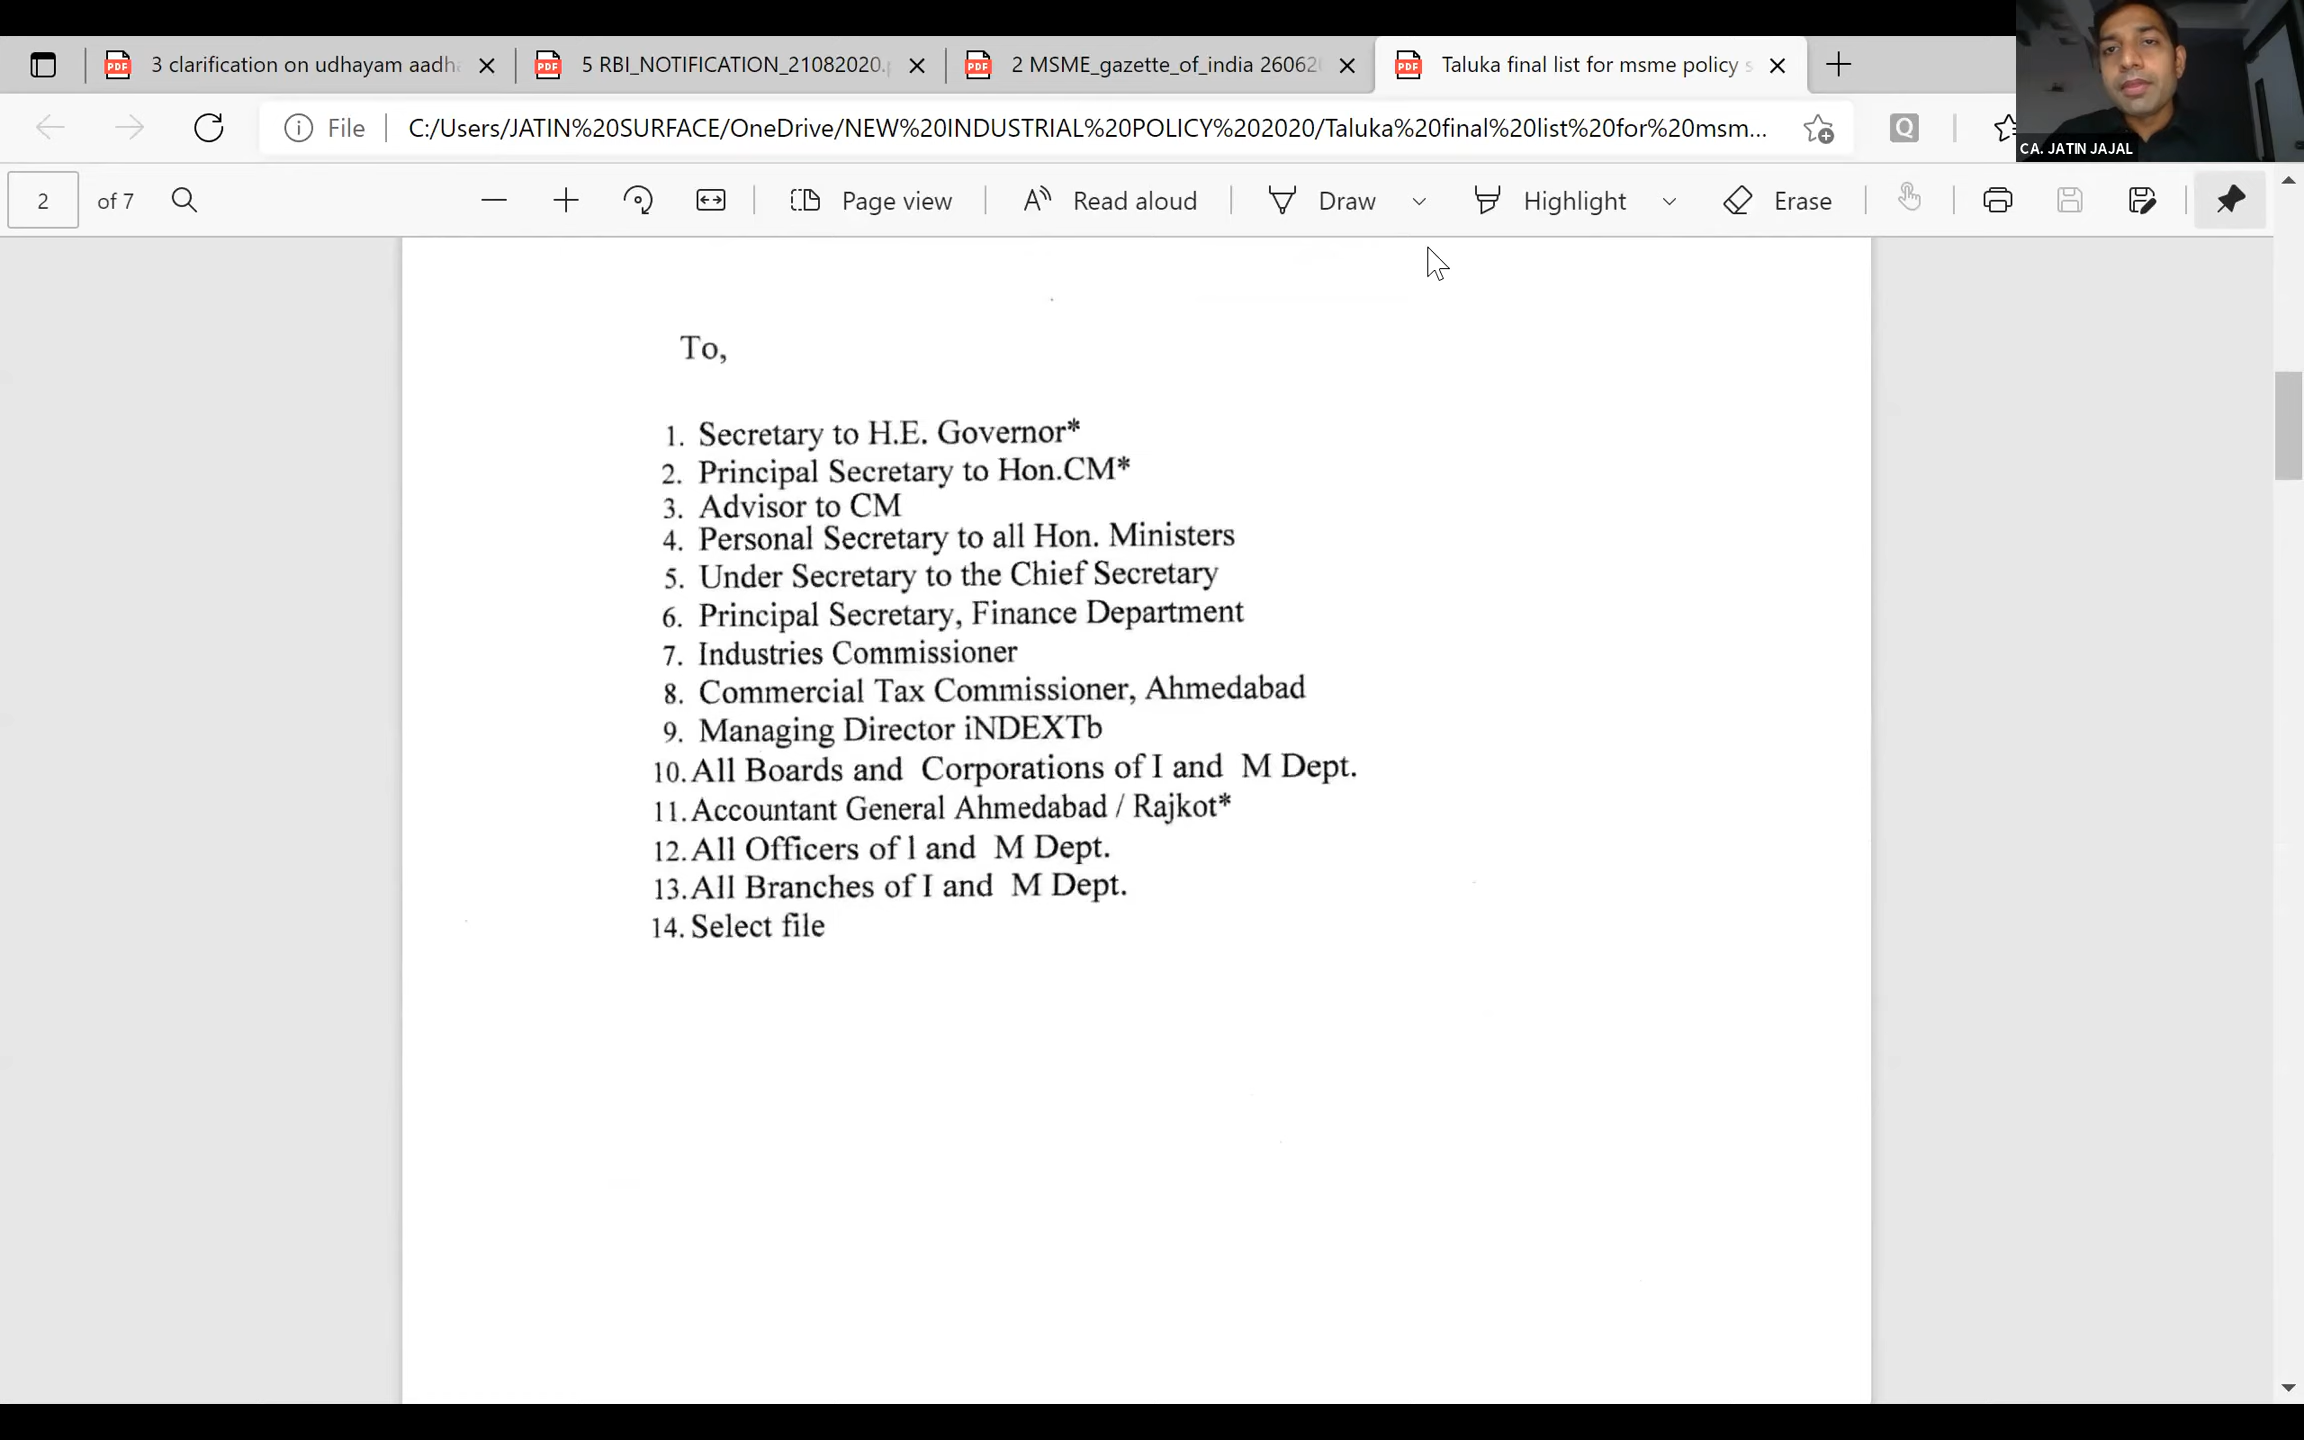 3 clarification on udhayam aadh
5 RBI_NOTIFICATION_21082020.
2 MSME_gazette_of_india 26062
Taluka final list for msme policy s
File
C:/Users/JATIN%20SURFACE/OneDrive/NEW%20INDUSTRIAL%20POLICY%202020/Taluka%20final%20list%20for%20msm...
CA. JATIN JAJAL
2 of 7
Page view
Read aloud
Draw
Highlight
Erase
To,
1. Secretary to H.E. Governor*
2. Principal Secretary to Hon.CM*
3. Advisor to CM
4. Personal Secretary to all Hon. Ministers
5. Under Secretary to the Chief Secretary
6. Principal Secretary, Finance Department
7. Industries Commissioner
8. Commercial Tax Commissioner, Ahmedabad
9. Managing Director iNDEXTb
10. All Boards and Corporations of I and M Dept.
11. Accountant General Ahmedabad / Rajkot*
12. All Officers of l and M Dept.
13. All Branches of I and M Dept.
14. Select file